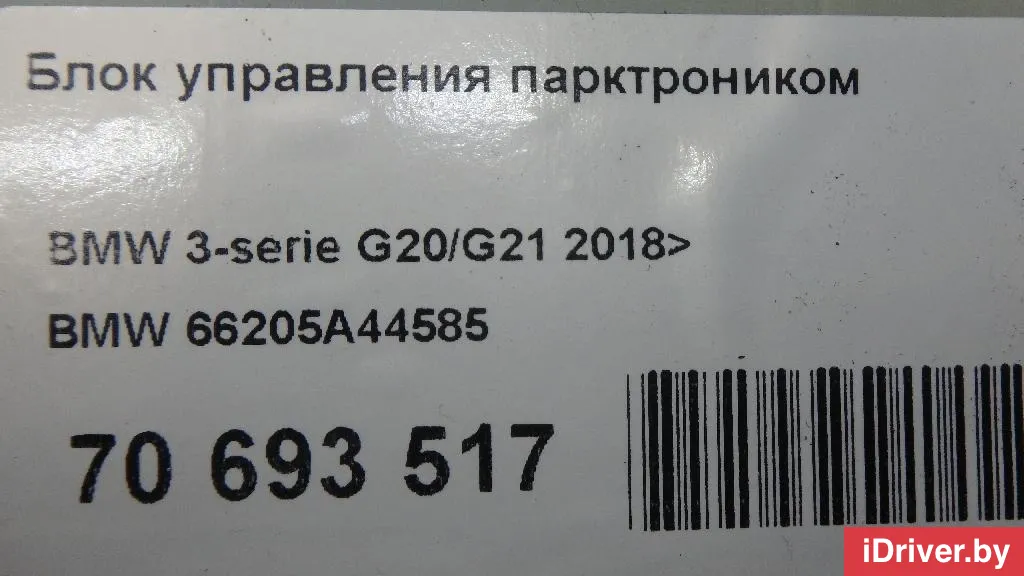 Блок управления парктроником
BMW 3-serie G20/G21 2018>
BMW 66205A44585
70 693 517
iDriver.by